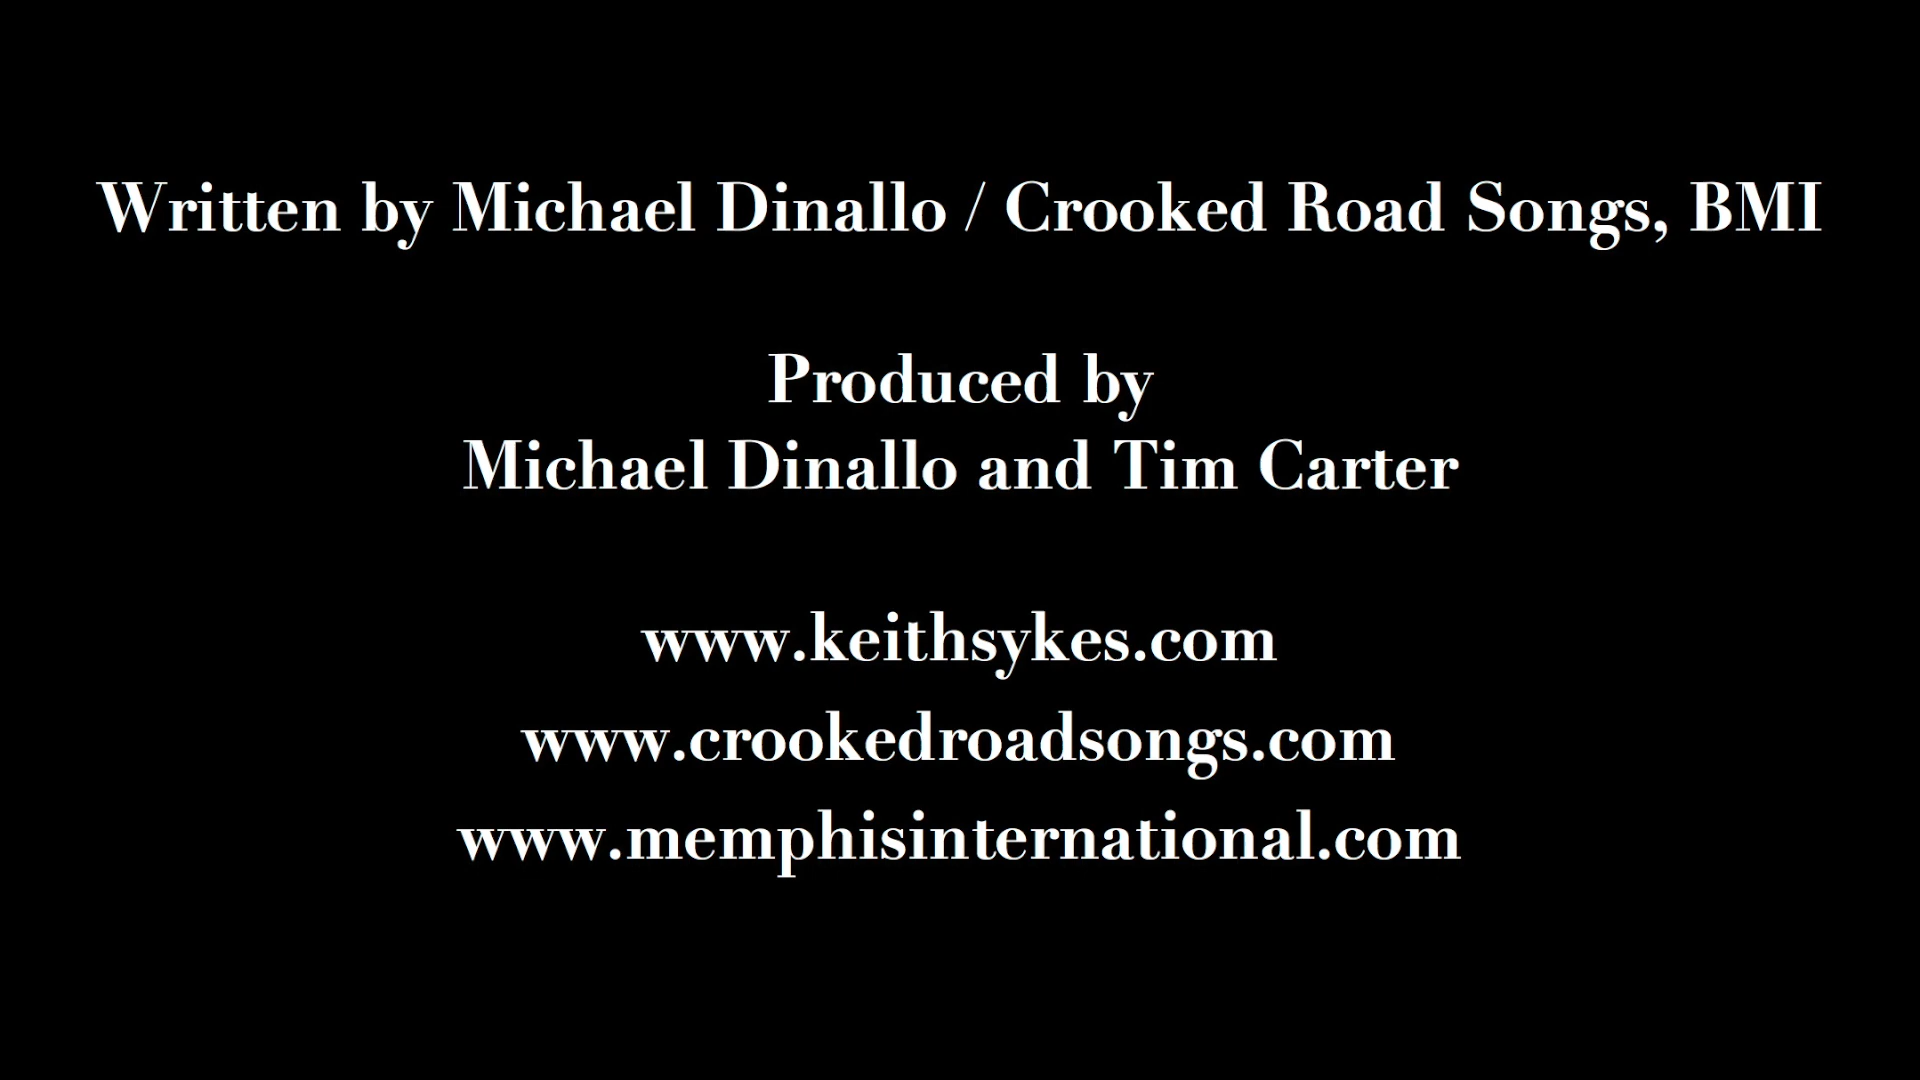 Written by Michael Dinallo / Crooked Road Songs, BMI
Produced by
Michael Dinallo and Tim Carter
www.keithsykes.com
www.crookedroadsongs.com
www.memphisinternational.com